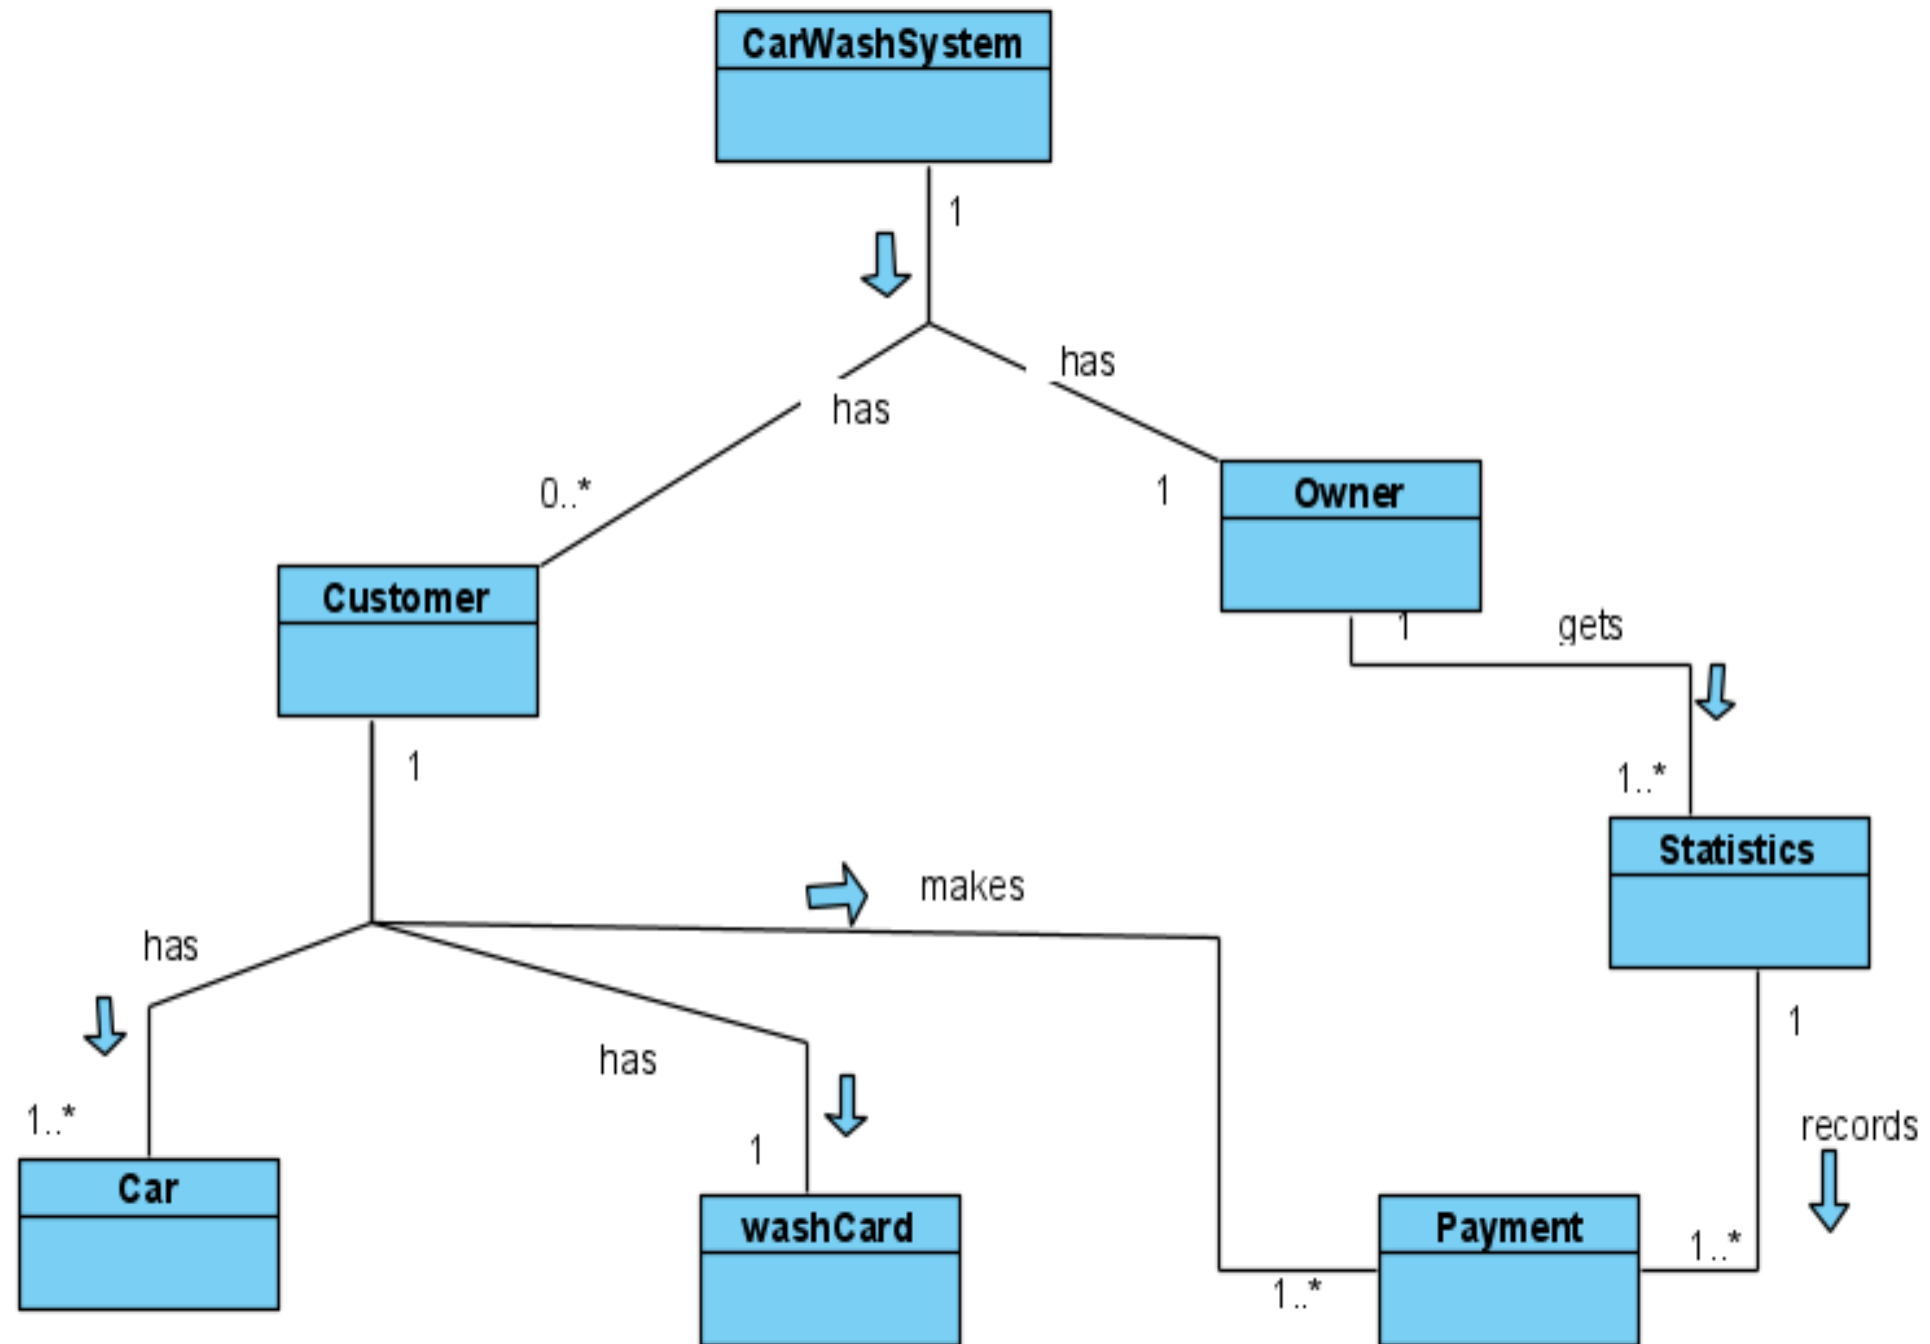 CarWashSystem
1
has
has
0..*
1
Owner
Customer
1
gets
1
1..*
Statistics
makes
has
1
has
records
1..*
1
Car
washCard
Payment
1..*
1..*